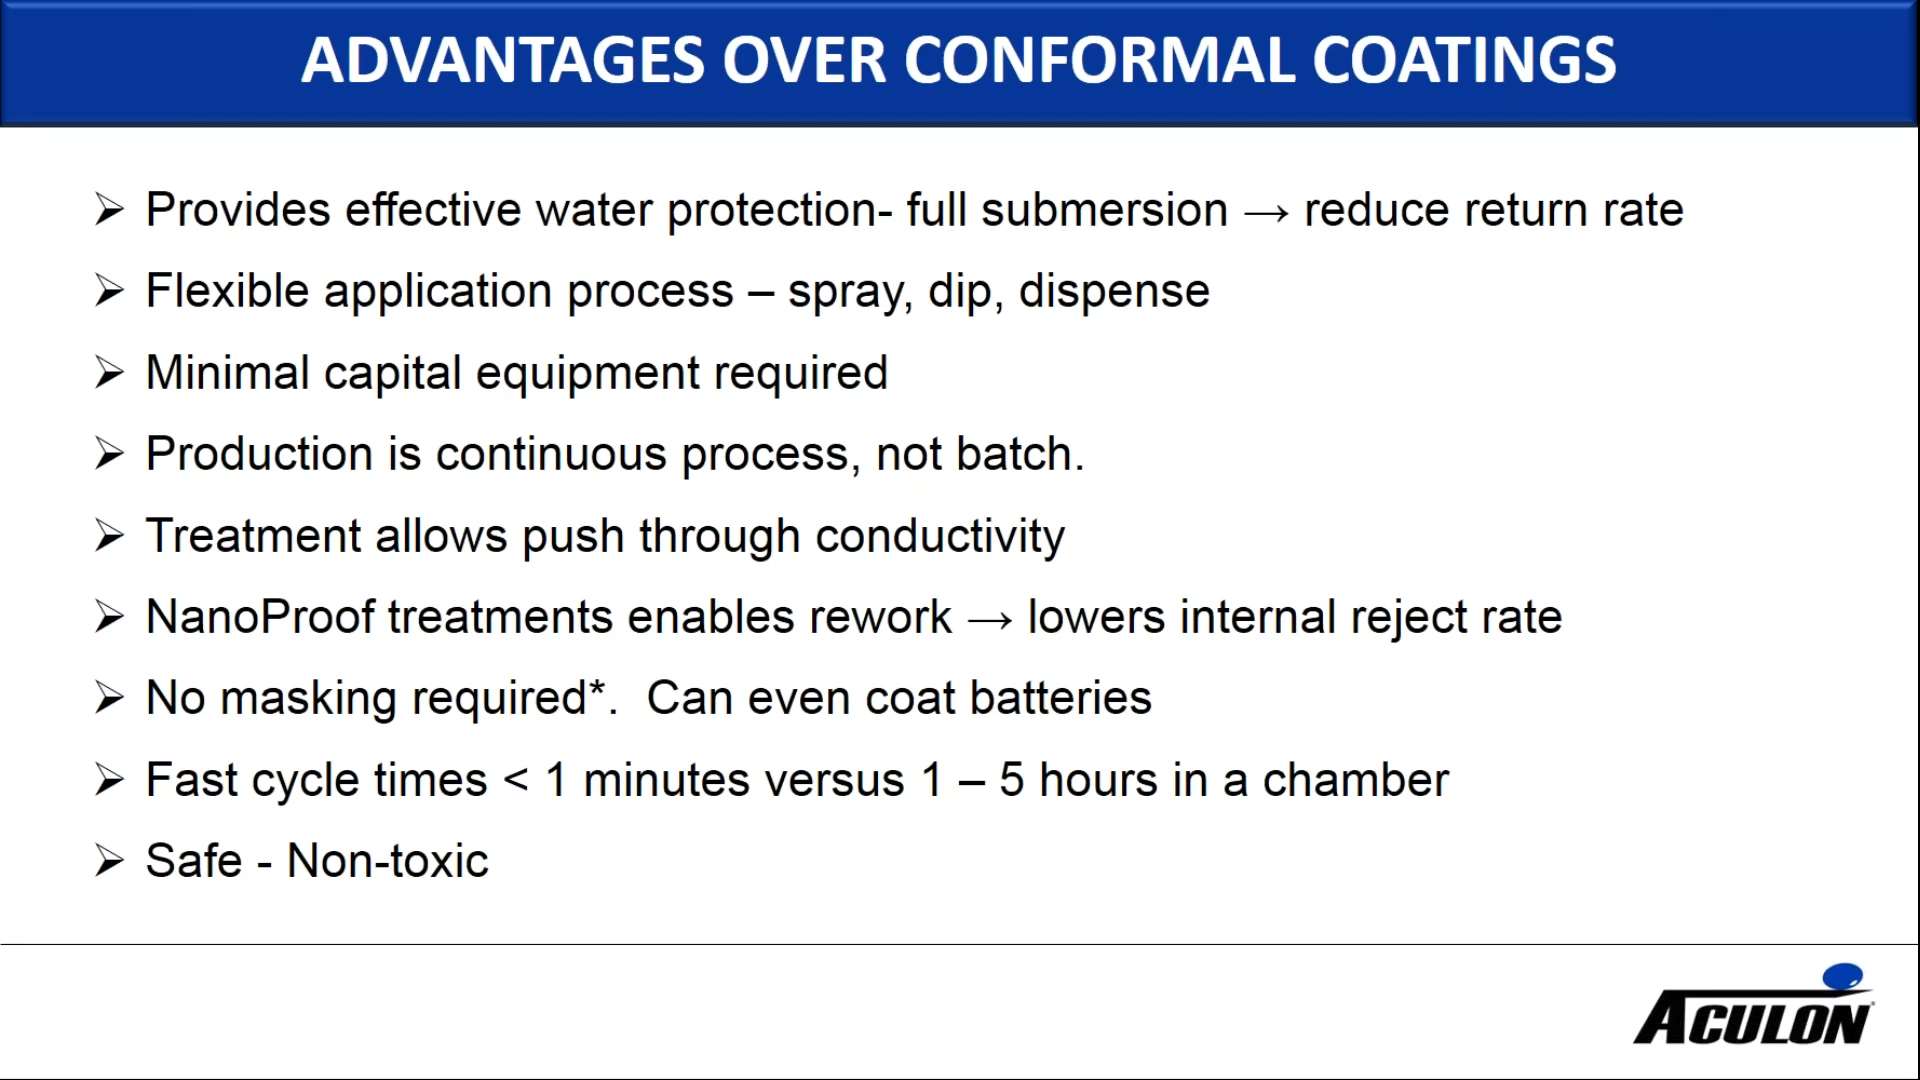 ADVANTAGES OVER CONFORMAL COATINGS
➢ Provides effective water protection- full submersion → reduce return rate
➢ Flexible application process – spray, dip, dispense
➢ Minimal capital equipment required
➢ Production is continuous process, not batch.
➢ Treatment allows push through conductivity
➢ NanoProof treatments enables rework → lowers internal reject rate
➢ No masking required*.  Can even coat batteries
➢ Fast cycle times < 1 minutes versus 1 – 5 hours in a chamber
➢ Safe - Non-toxic
ACULON